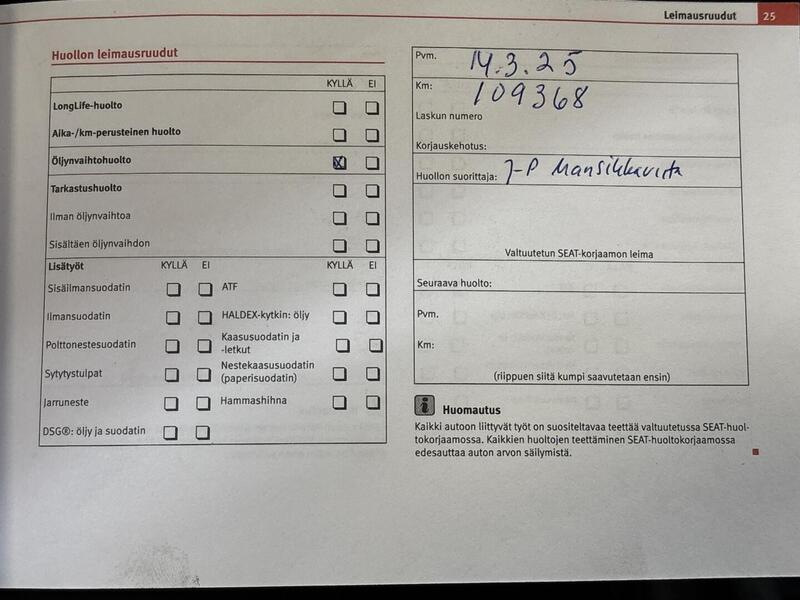 Leimausruudut 25
Huollon leimausruudut
KYLLÄ EI
LongLife-huolto
Aika-/km-perusteinen huolto
Öljynvaihtohuolto X
Tarkastushuolto
Ilman öljynvaihtoa
Sisältäen öljynvaihdon
Lisätyöt KYLLÄ EI KYLLÄ EI
Sisäilmansuodatin ATF
Ilmansuodatin HALDEX-kytkin: öljy
Polttonestesuodatin Kaasusuodatin ja
-letkut
Sytytystulpat Nestekaasusuodatin
(paperisuodatin)
Jarruneste Hammashihna
DSG®: öljy ja suodatin
Pvm. 14.3.25
Km: 109368
Laskun numero
Korjauskehotus:
Huollon suorittaja: J-P Mansikkavirta
Valtuutetun SEAT-korjaamon leima
Seuraava huolto:
Pvm.
Km:
(riippuen siitä kumpi saavutetaan ensin)
i Huomautus
Kaikki autoon liittyvät työt on suositeltavaa teettää valtuutetussa SEAT-huol-
tokorjaamossa. Kaikkien huoltojen teettäminen SEAT-huoltokorjaamossa
edesauttaa auton arvon säilymistä.